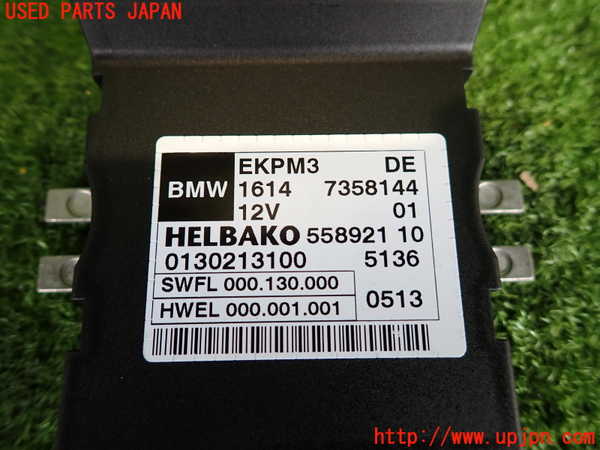 USED PARTS JAPAN
EKPM3 DE
BMW 1614 7358144
12V 01
HELBAKO 558921 10
0130213100 5136
SWFL 000.130.000
HWEL 000.001.001
0513
UPJ
http://www.upjpn.com/